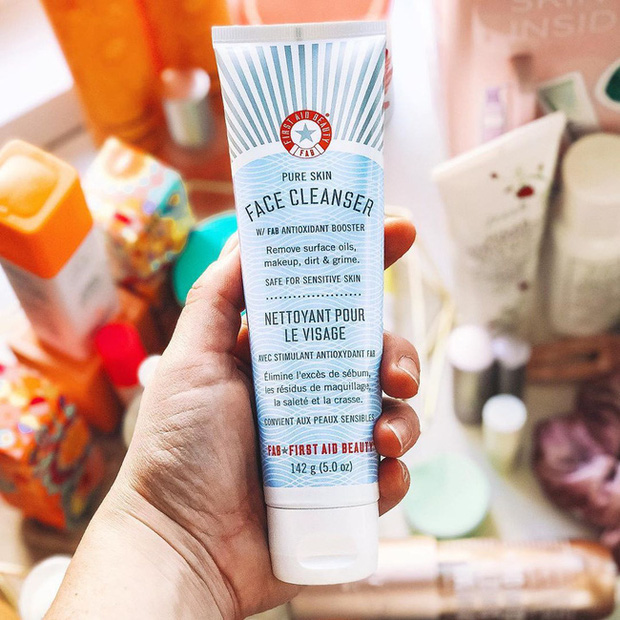 SKIN
INSID
FIRST AID BEAUTY
FAB
PURE SKIN
FACE CLEANSER
W/ FAB ANTIOXIDANT BOOSTER
Remove surface oils,
makeup, dirt & grime.
SAFE FOR SENSITIVE SKIN
NETTOYANT POUR
LE VISAGE
AVEC STIMULANT ANTIOXYDANT FAB
Élimine l'excès de sébum,
les résidus de maquillage,
la saleté et la crasse.
CONVIENT AUX PEAUX SENSIBLES
FAB★FIRST AID BEAUTY
142 g (5.0 oz)